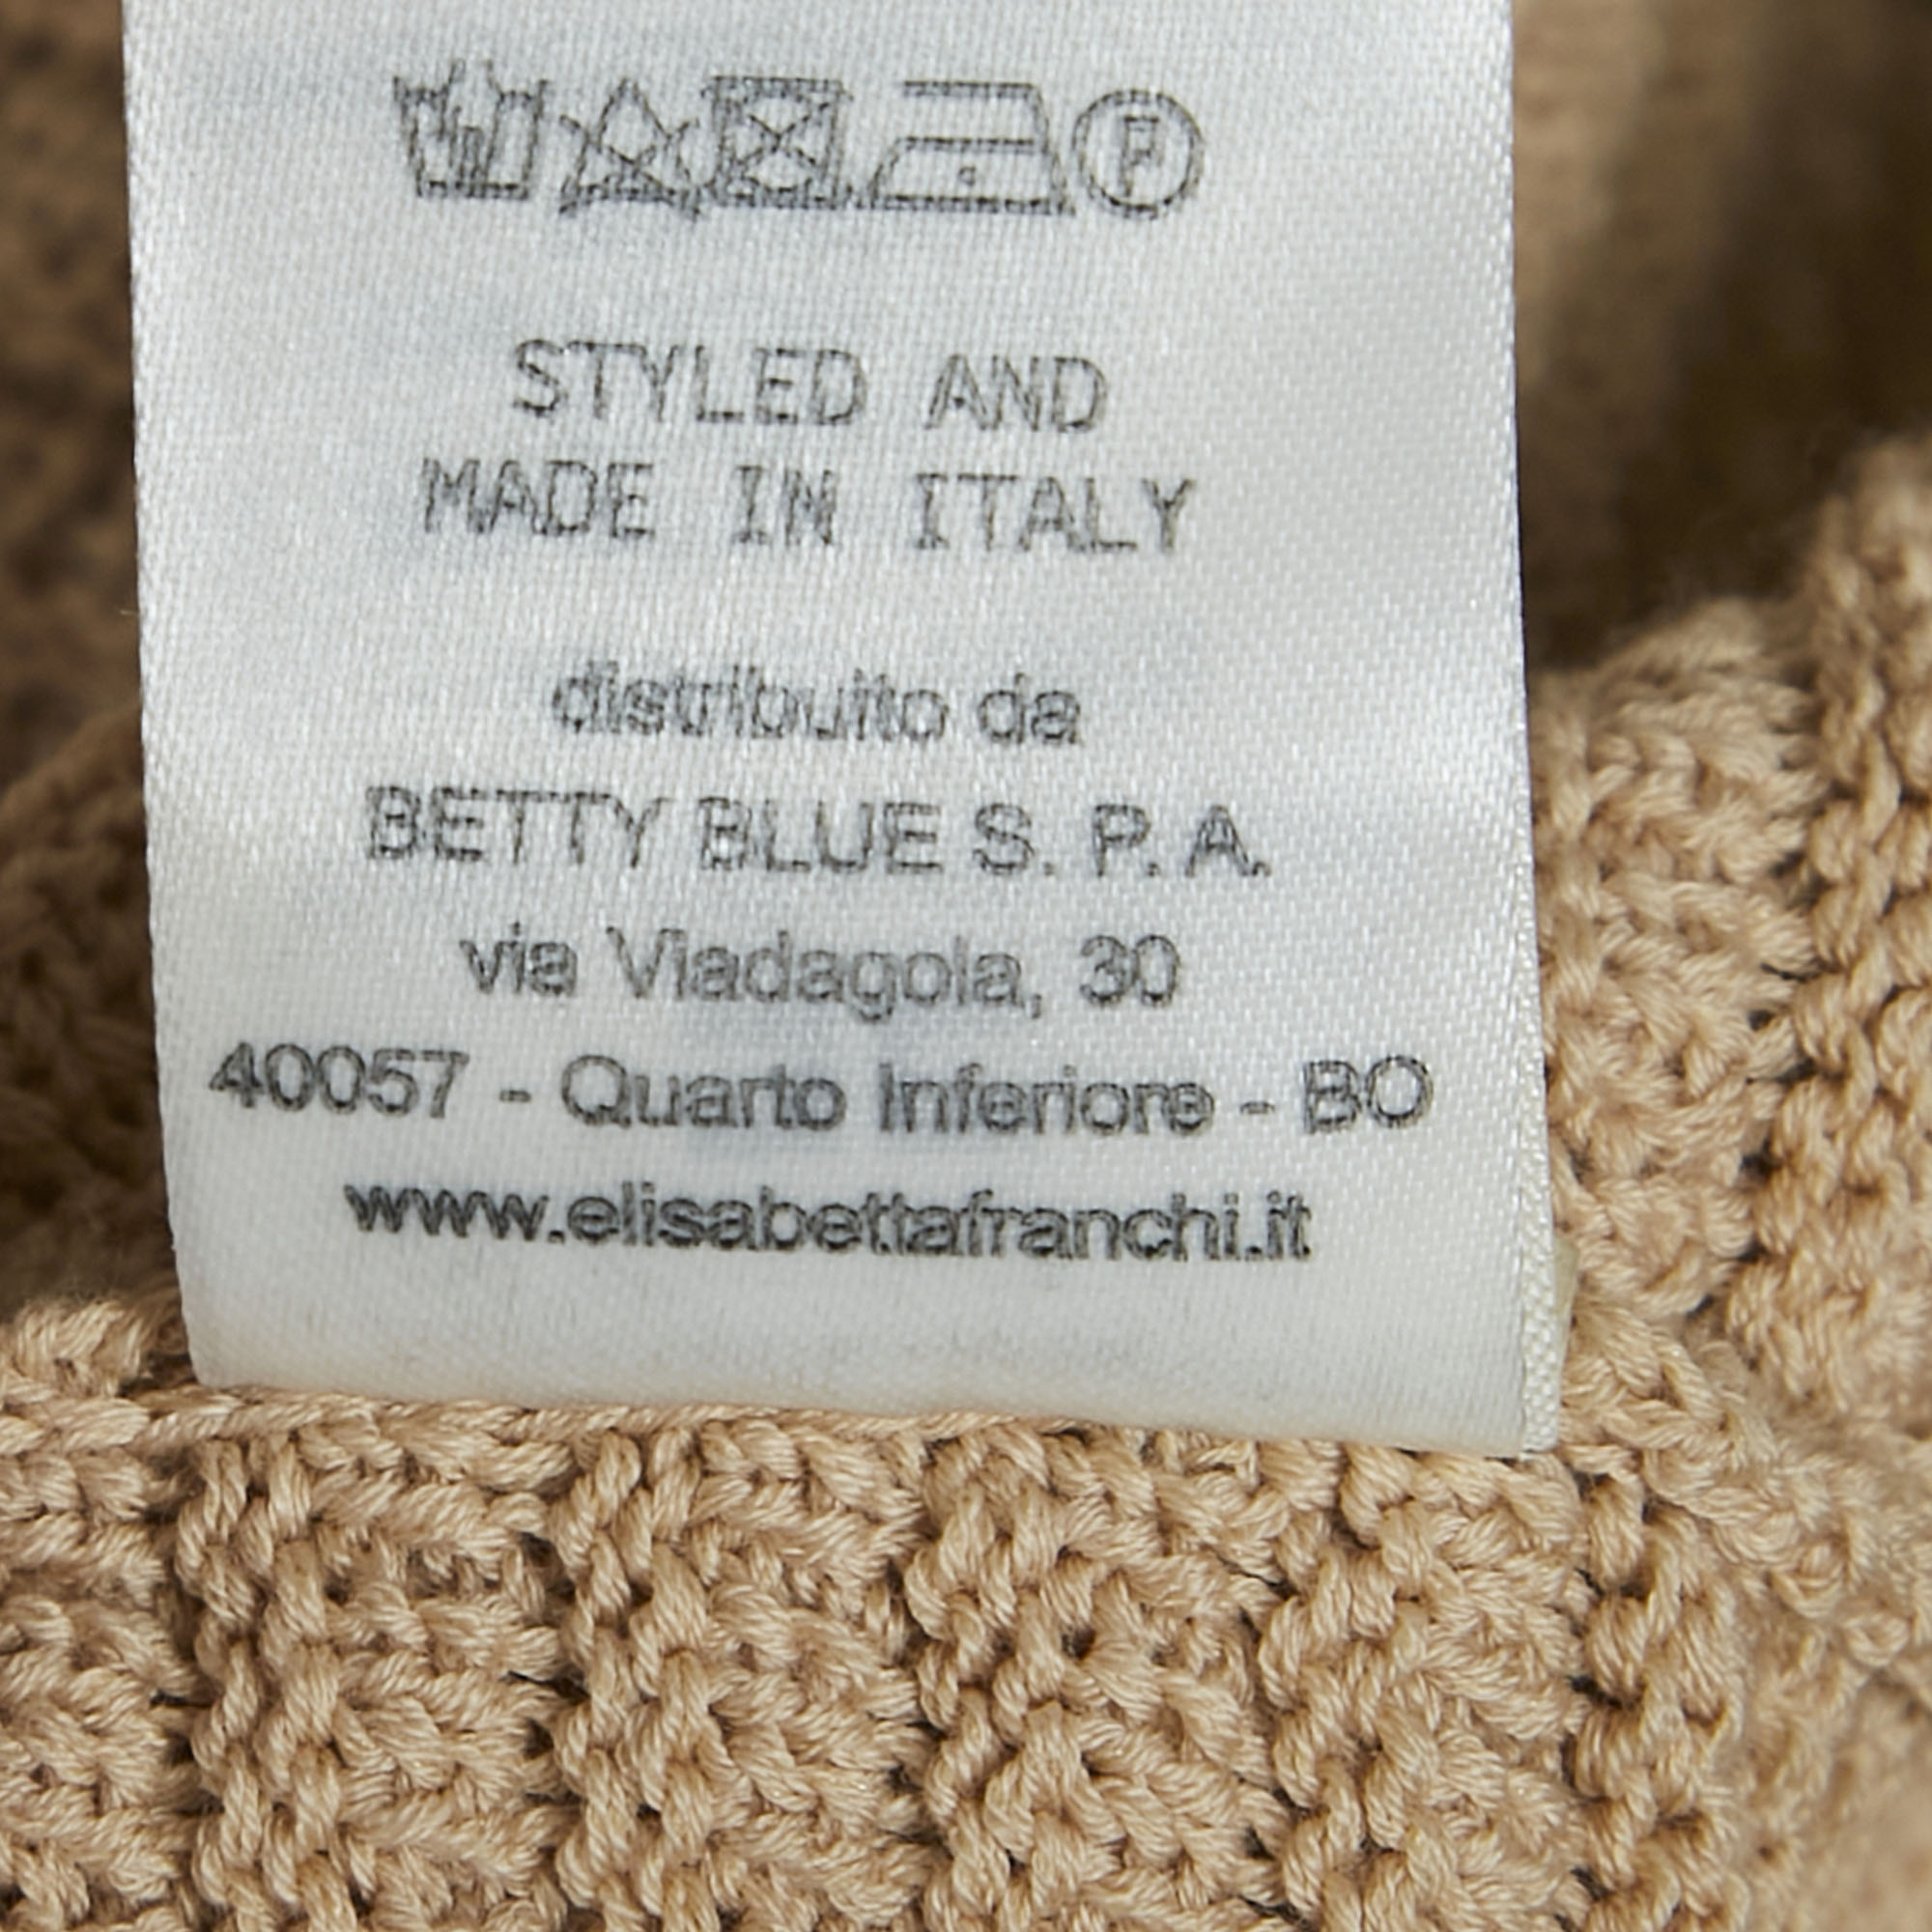 P
STYLED AND
MADE IN ITALY
distribuito da
BETTY BLUE S. P. A.
via Viadagola, 30
40057 - Quarto Inferiore - BO
www.elisabettafranchi.it